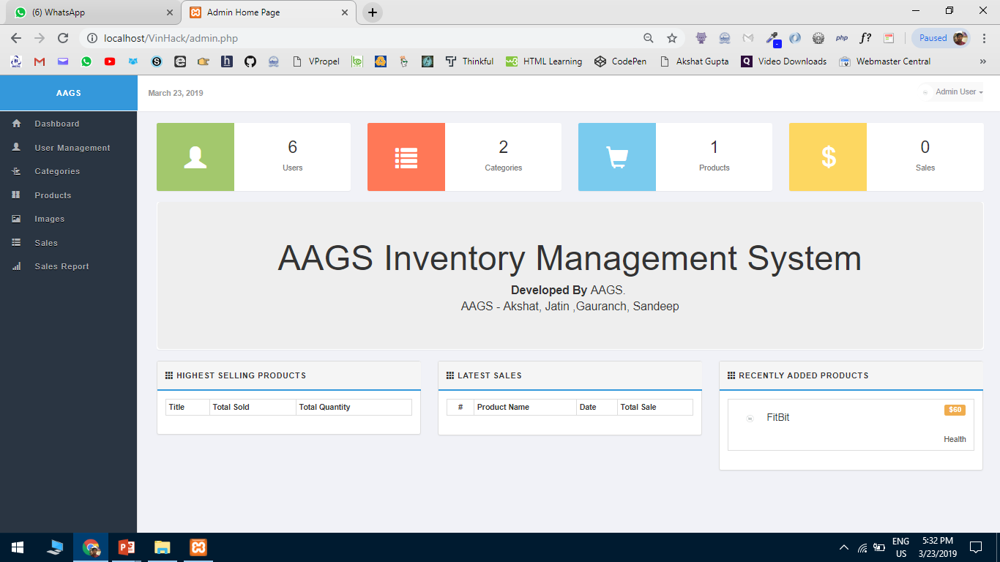 (6) WhatsApp
Admin Home Page
localhost/VinHack/admin.php
php
f?
Paused
VPropel
Thinkful
HTML Learning
CodePen
Akshat Gupta
Video Downloads
Webmaster Central
AAGS
March 23, 2019
Admin User
Dashboard
User Management
Categories
Products
Images
Sales
Sales Report
6
Users
2
Categories
1
Products
$
0
Sales
AAGS Inventory Management System
Developed By AAGS.
AAGS - Akshat, Jatin ,Gauranch, Sandeep
HIGHEST SELLING PRODUCTS
Title Total Sold Total Quantity
LATEST SALES
# Product Name Date Total Sale
RECENTLY ADDED PRODUCTS
FitBit
$60
Health
ENG
US
5:32 PM
3/23/2019